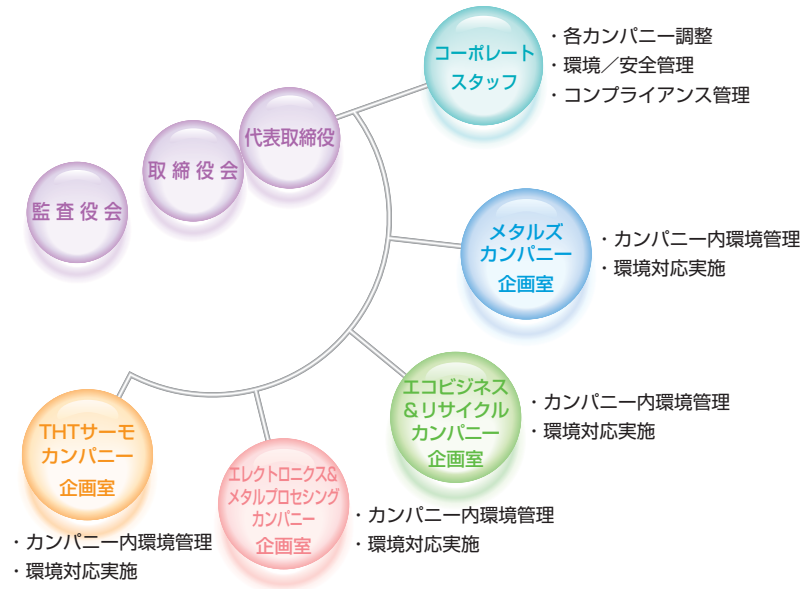 コーポレート
スタッフ
・各カンパニー調整
・環境／安全管理
・コンプライアンス管理
代表取締役
取締役会
監査役会
メタルズ
カンパニー
企画室
・カンパニー内環境管理
・環境対応実施
エコビジネス
&リサイクル
カンパニー
企画室
・カンパニー内環境管理
・環境対応実施
エレクトロニクス&
メタルプロセシング
カンパニー
企画室
・カンパニー内環境管理
・環境対応実施
THTサーモ
カンパニー
企画室
・カンパニー内環境管理
・環境対応実施